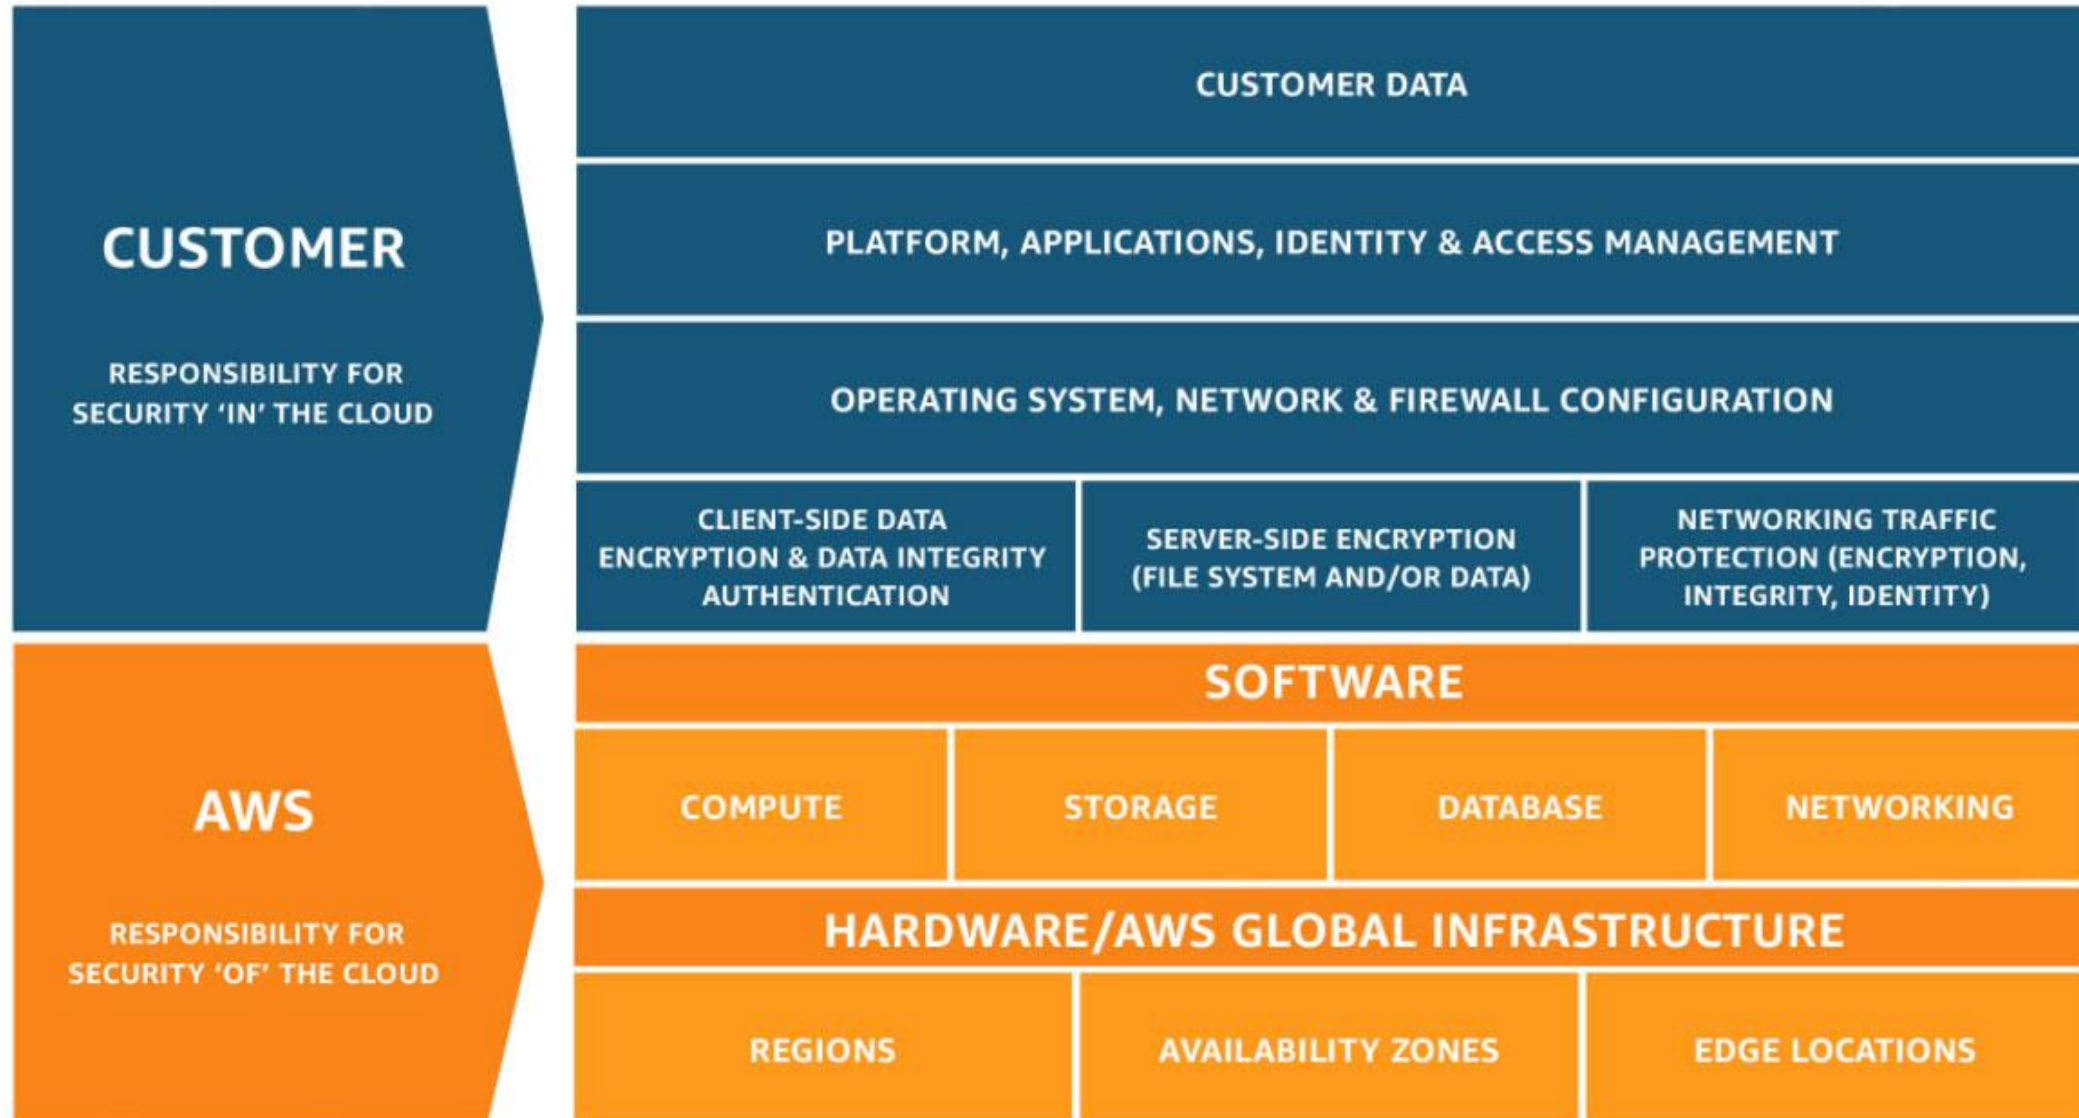 CUSTOMER
RESPONSIBILITY FOR
SECURITY ‘IN’ THE CLOUD
CUSTOMER DATA
PLATFORM, APPLICATIONS, IDENTITY & ACCESS MANAGEMENT
OPERATING SYSTEM, NETWORK & FIREWALL CONFIGURATION
CLIENT-SIDE DATA
ENCRYPTION & DATA INTEGRITY
AUTHENTICATION
SERVER-SIDE ENCRYPTION
(FILE SYSTEM AND/OR DATA)
NETWORKING TRAFFIC
PROTECTION (ENCRYPTION,
INTEGRITY, IDENTITY)
AWS
RESPONSIBILITY FOR
SECURITY ‘OF’ THE CLOUD
SOFTWARE
COMPUTE
STORAGE
DATABASE
NETWORKING
HARDWARE/AWS GLOBAL INFRASTRUCTURE
REGIONS
AVAILABILITY ZONES
EDGE LOCATIONS